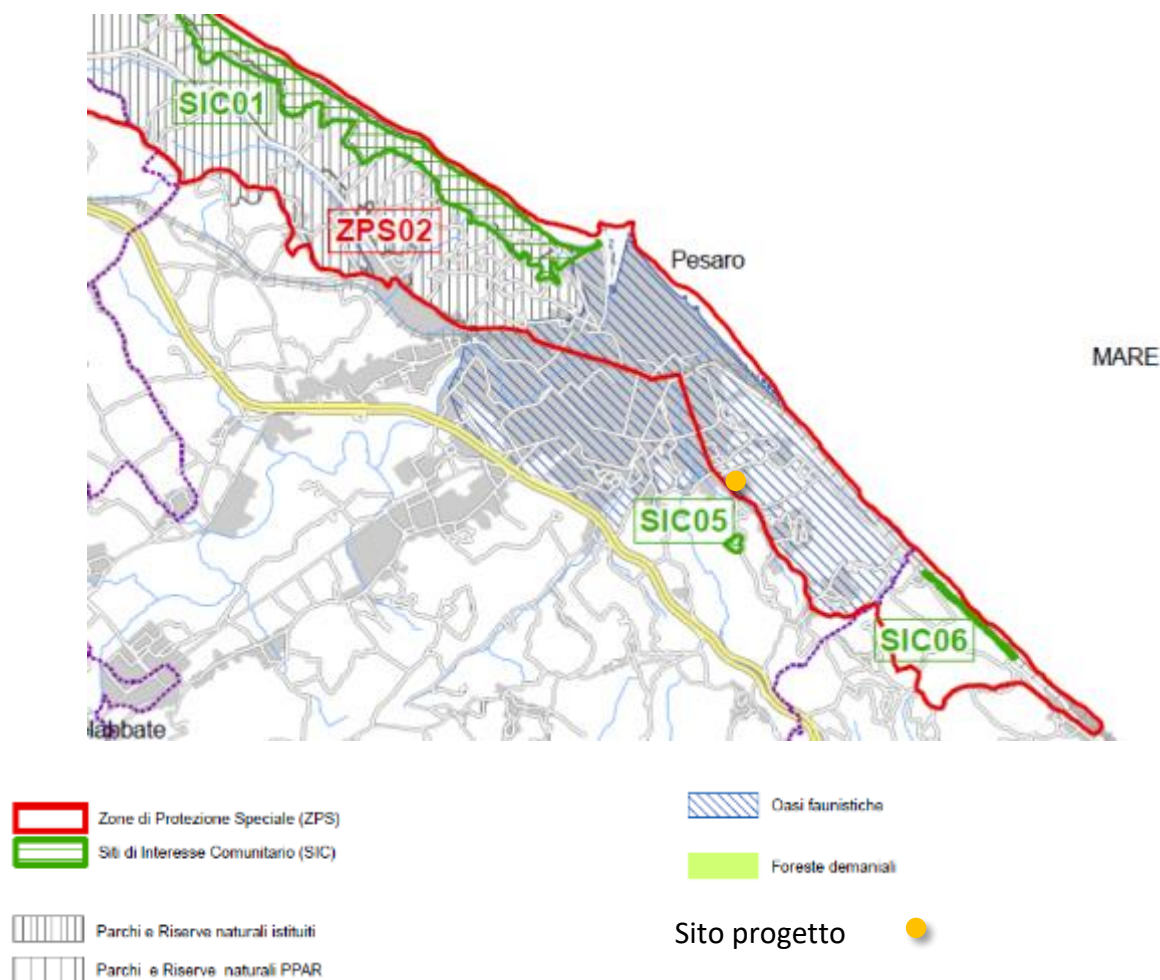 SIC01
ZPS02
Pesaro
MARE
SIC05
SIC06
labbate
Zone di Protezione Speciale (ZPS)
Siti di Interesse Comunitario (SIC)
Parchi e Riserve naturali istituiti
Parchi e Riserve naturali PPAR
Oasi faunistiche
Foreste demaniali
Sito progetto